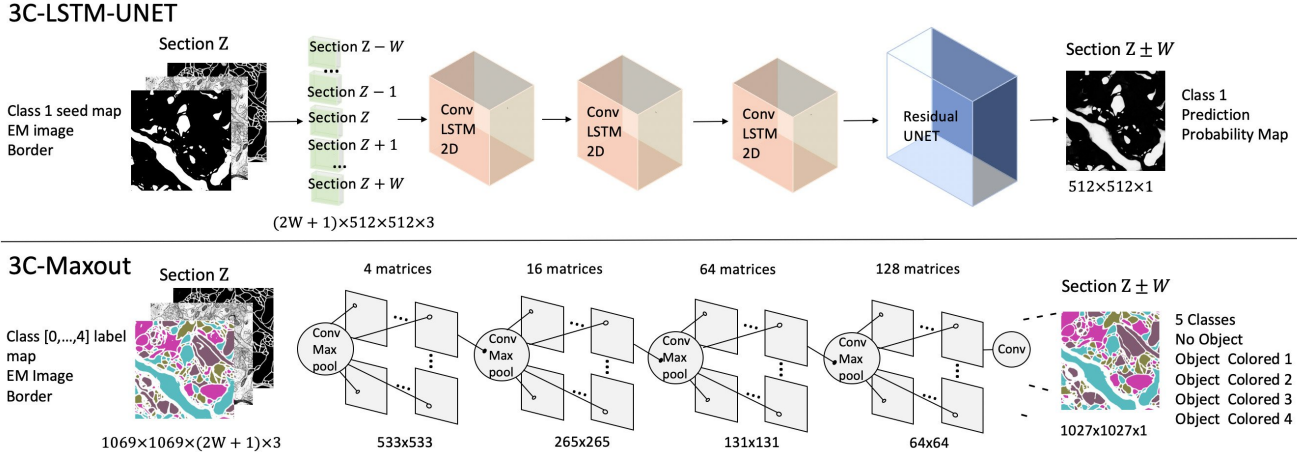 3C-LSTM-UNET
Section Z
Class 1 seed map
EM image
Border
Section Z − W
...
Section Z − 1
Section Z
Section Z + 1
...
Section Z + W
(2W + 1)×512×512×3
Conv
LSTM
2D
Conv
LSTM
2D
Conv
LSTM
2D
Residual
UNET
Section Z ± W
512×512×1
Class 1
Prediction
Probability Map
3C-Maxout
Section Z
Class [0,...,4] label
map
EM Image
Border
1069×1069×(2W + 1)×3
4 matrices
Conv
Max
pool
533x533
16 matrices
Conv
Max
pool
265x265
64 matrices
Conv
Max
pool
131x131
128 matrices
Conv
Max
pool
64x64
Conv
Section Z ± W
1027x1027x1
5 Classes
No Object
Object Colored 1
Object Colored 2
Object Colored 3
Object Colored 4